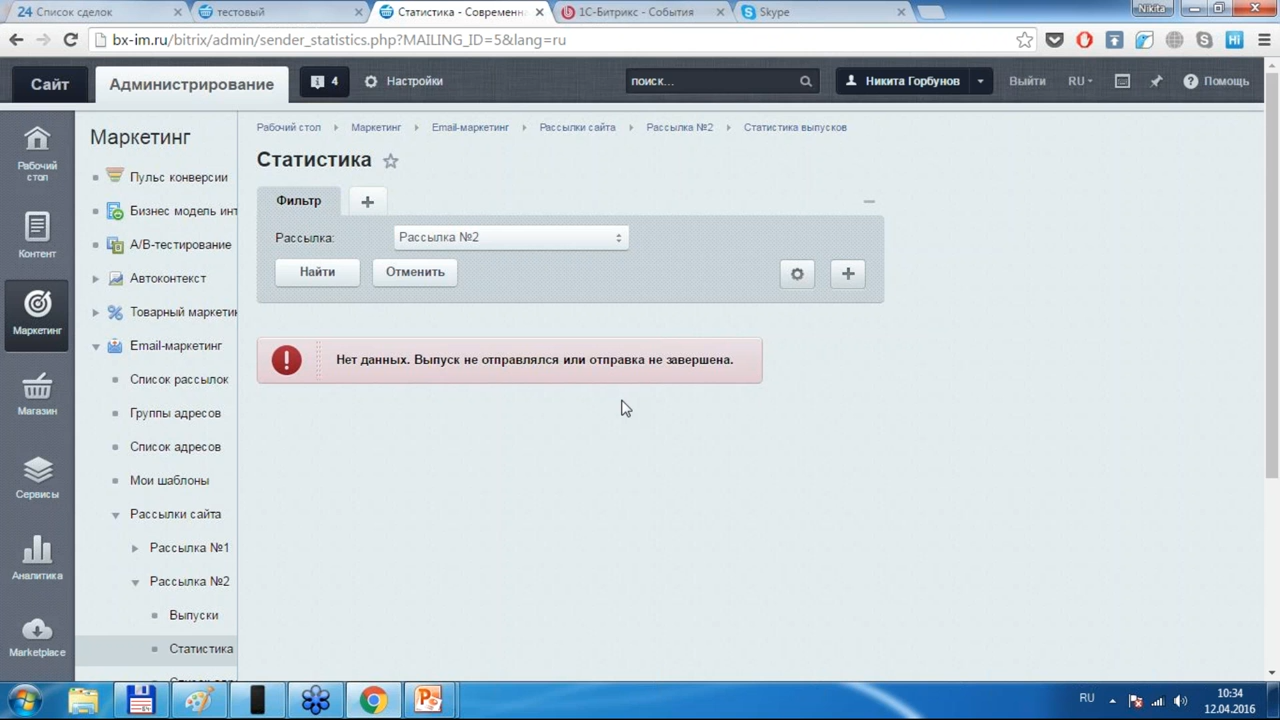 24 Список сделок
тестовый
Статистика - Современн
1С-Битрикс - События
Skype
Nikita
bx-im.ru/bitrix/admin/sender_statistics.php?MAILING_ID=5&lang=ru
Hi
Сайт
Администрирование
4
Настройки
поиск...
Никита Горбунов
Выйти
RU
Помощь
Рабочий стол
Контент
Маркетинг
Магазин
Сервисы
Аналитика
Marketplace
Маркетинг
Пульс конверсии
Бизнес модель инт
A/B-тестирование
Автоконтекст
Товарный маркетин
Email-маркетинг
Список рассылок
Группы адресов
Список адресов
Мои шаблоны
Рассылки сайта
Рассылка №1
Рассылка №2
Выпуски
Статистика
Рабочий стол
Маркетинг
Email-маркетинг
Рассылки сайта
Рассылка №2
Статистика выпусков
Статистика
Фильтр
Рассылка:
Рассылка №2
Найти
Отменить
Нет данных. Выпуск не отправлялся или отправка не завершена.
RU
10:34
12.04.2016